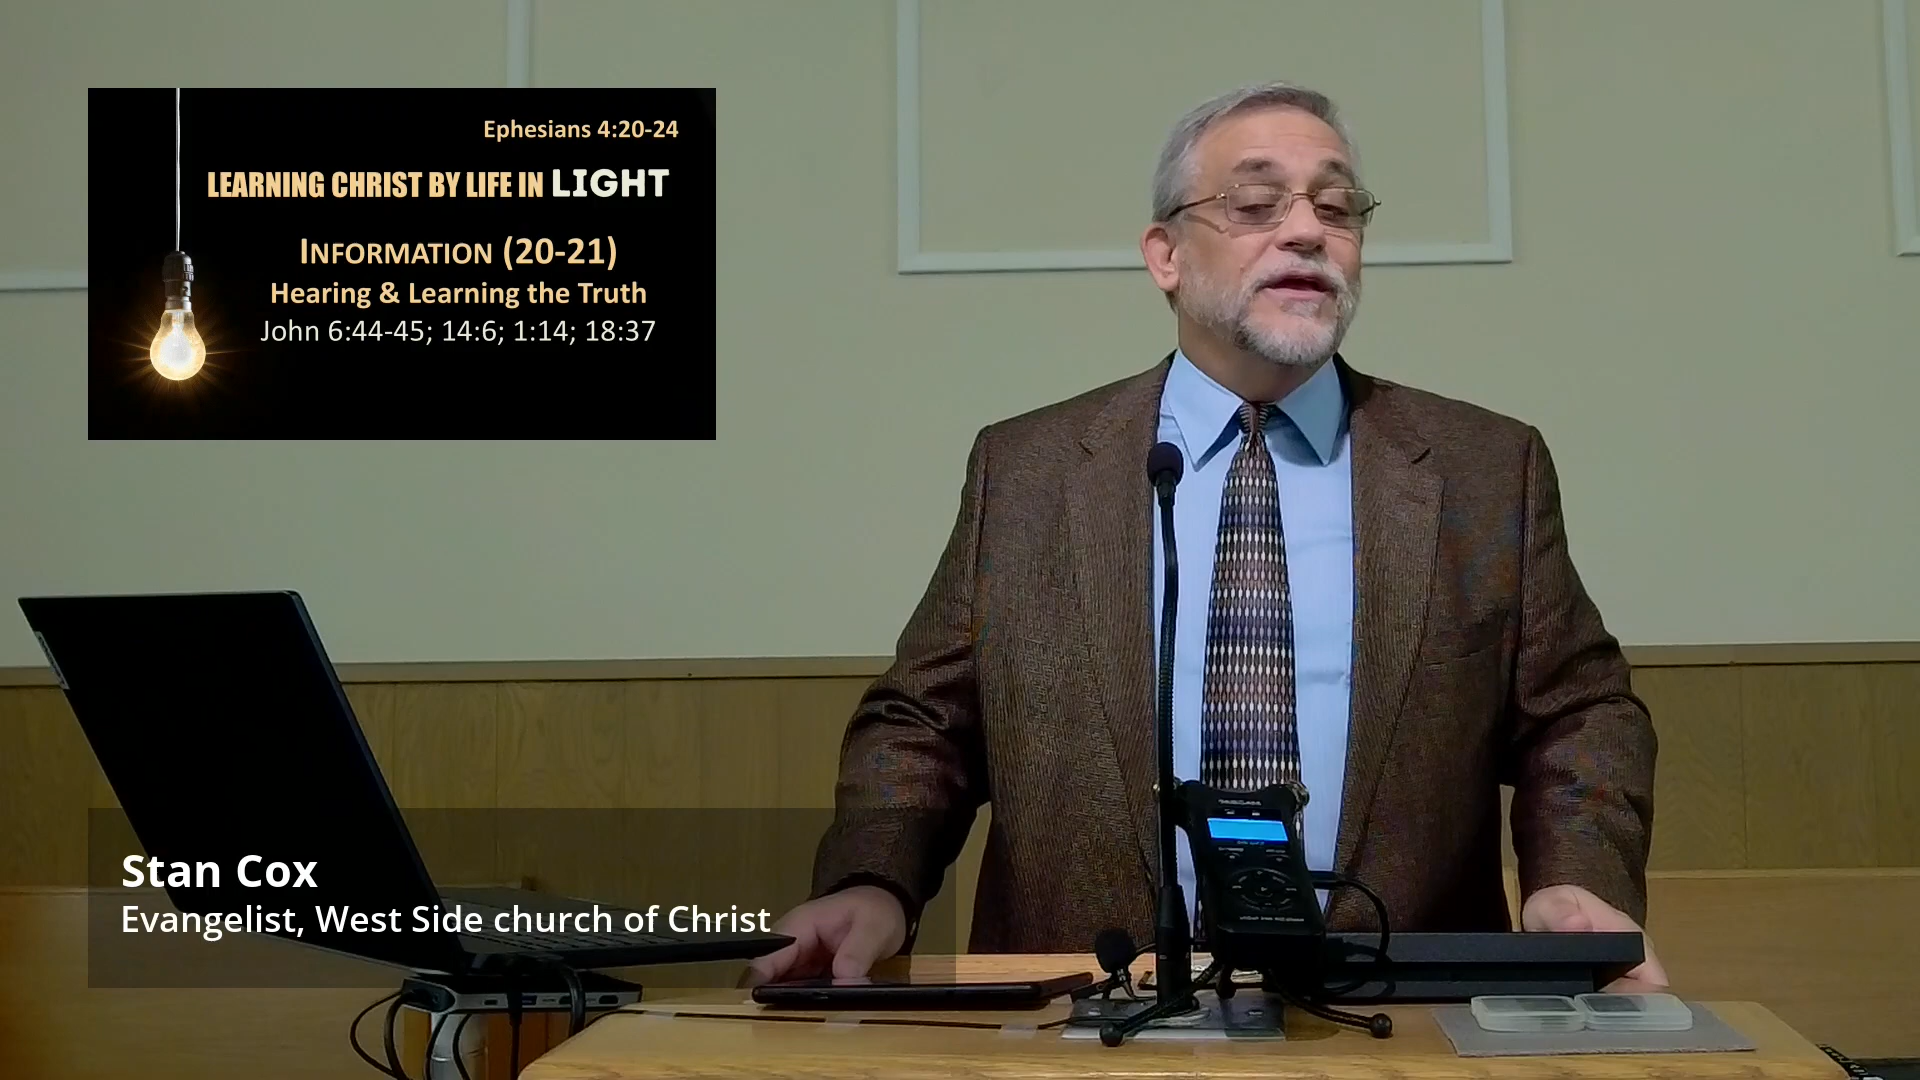 Ephesians 4:20-24
LEARNING CHRIST BY LIFE IN LIGHT
INFORMATION (20-21)
Hearing & Learning the Truth
John 6:44-45; 14:6; 1:14; 18:37
Stan Cox
Evangelist, West Side church of Christ